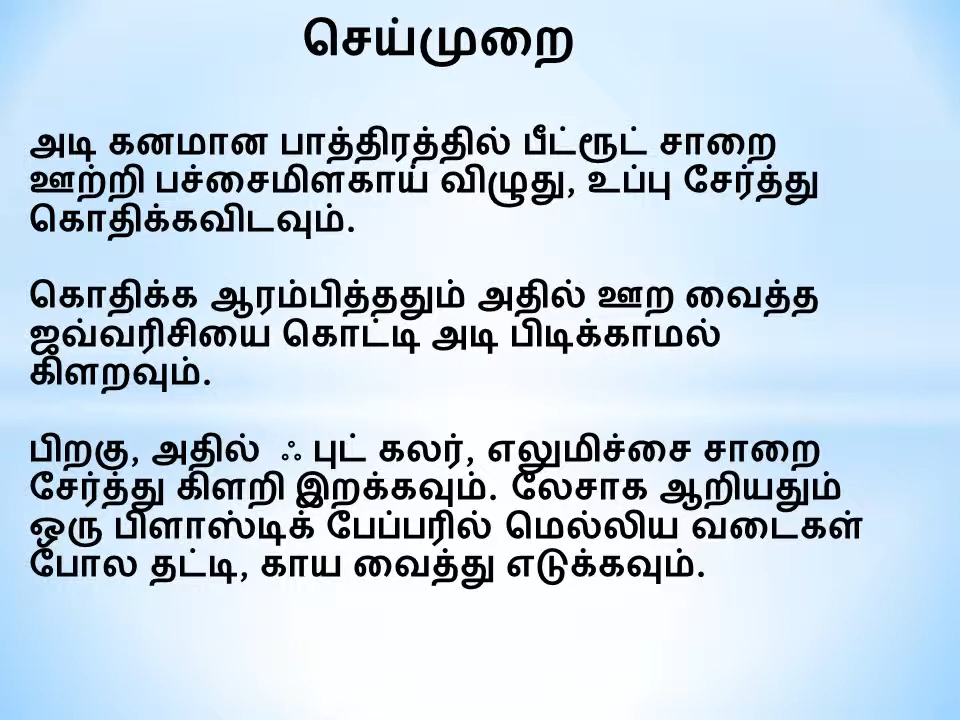 செய்முறை
அடி கனமான பாத்திரத்தில் பீட்ரூட் சாறை
ஊற்றி பச்சைமிளகாய் விழுது, உப்பு சேர்த்து
கொதிக்கவிடவும்.
கொதிக்க ஆரம்பித்ததும் அதில் ஊற வைத்த
ஜவ்வரிசியை கொட்டி அடி பிடிக்காமல்
கிளறவும்.
பிறகு, அதில் ஃ புட் கலர், எலுமிச்சை சாறை
சேர்த்து கிளறி இறக்கவும். லேசாக ஆறியதும்
ஒரு பிளாஸ்டிக் பேப்பரில் மெல்லிய வடைகள்
போல தட்டி, காய வைத்து எடுக்கவும்.